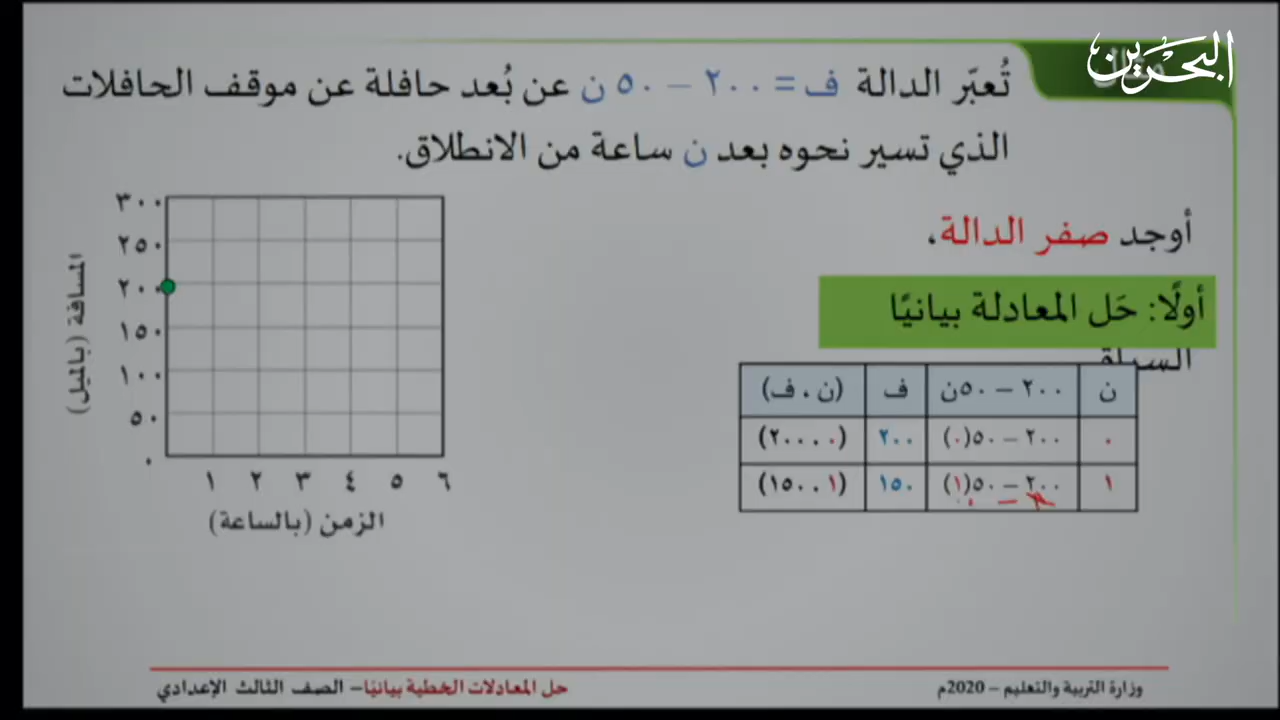 البحرين
مثال
تُعبّر الدالة ف = ٢٠٠ – ٥٠ ن عن بُعد حافلة عن موقف الحافلات
الذي تسير نحوه بعد ن ساعة من الانطلاق.
أوجد صفر الدالة،
أولًا: حَل المعادلة بيانيًا
ن ٢٠٠ – ٥٠ن ف (ن ، ف)
٠ ٢٠٠ – ٥٠(٠) ٢٠٠ (٠ ، ٢٠٠)
١ ٢٠٠ – ٥٠(١) ١٥٠ (١ ، ١٥٠)
المسافة (بالميل)
٣٠٠
٢٥٠
٢٠٠
١٥٠
١٠٠
٥٠
٠
١ ٢ ٣ ٤ ٥ ٦
الزمن (بالساعة)
وزارة التربية والتعليم – 2020م
حل المعادلات الخطية بيانيًا – الصف الثالث الإعدادي